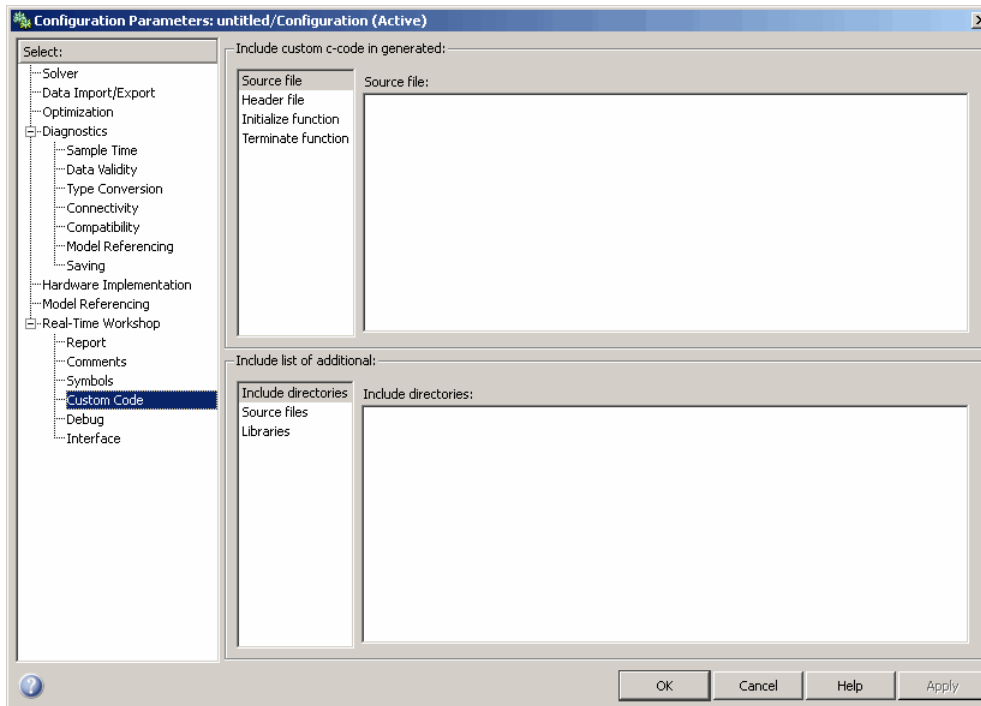 Configuration Parameters: untitled/Configuration (Active)
Select:
Solver
Data Import/Export
Optimization
Diagnostics
Sample Time
Data Validity
Type Conversion
Connectivity
Compatibility
Model Referencing
Saving
Hardware Implementation
Model Referencing
Real-Time Workshop
Report
Comments
Symbols
Custom Code
Debug
Interface
Include custom c-code in generated:
Source file
Header file
Initialize function
Terminate function
Source file:
Include list of additional:
Include directories
Source files
Libraries
Include directories:
OK
Cancel
Help
Apply